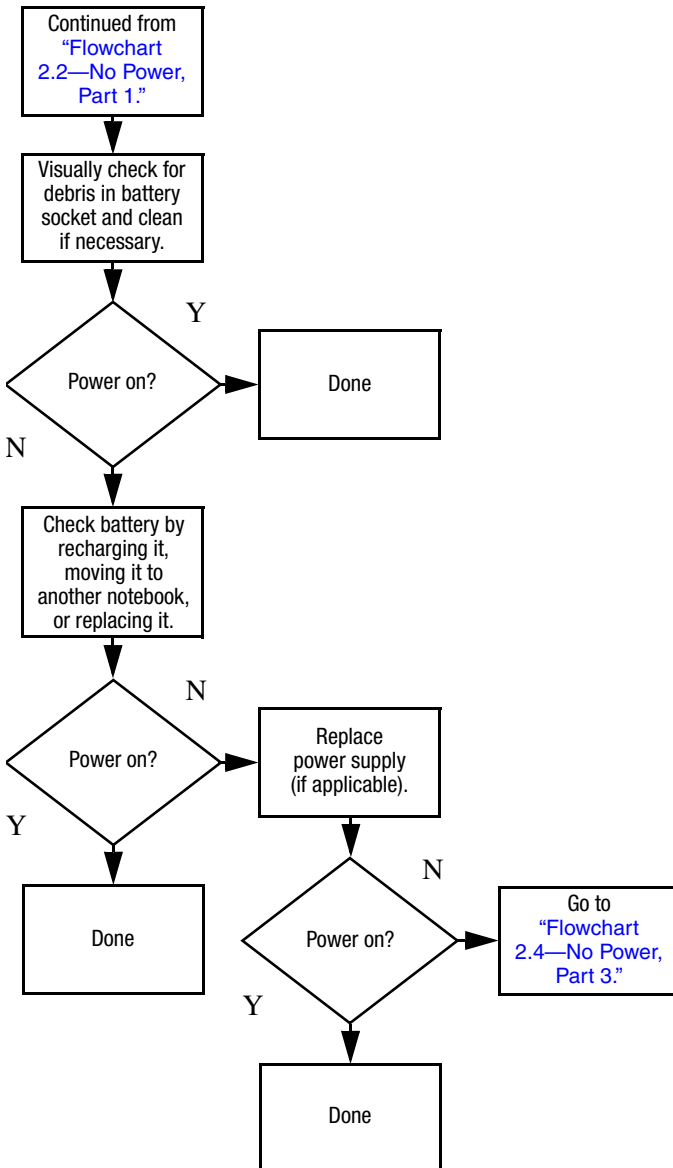 Continued from
“Flowchart
2.2—No Power,
Part 1.”
Visually check for
debris in battery
socket and clean
if necessary.
Y
Power on?
Done
N
Check battery by
recharging it,
moving it to
another notebook,
or replacing it.
N
Power on?
Replace
power supply
(if applicable).
Y
Done
N
Power on?
Go to
“Flowchart
2.4—No Power,
Part 3.”
Y
Done